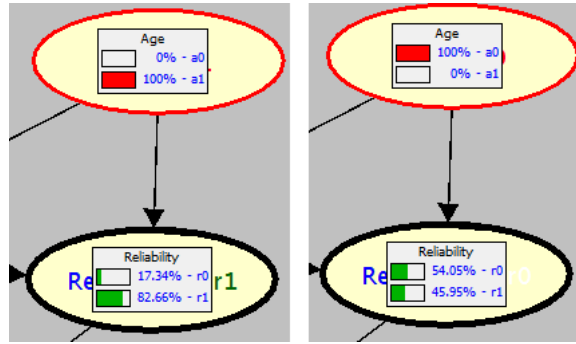 Age
0% - a0
100% - a1
Reliability
Re
17.34% - r0
82.66% - r1
r1
Age
100% - a0
0% - a1
Reliability
Re
54.05% - r0
45.95% - r1
r0